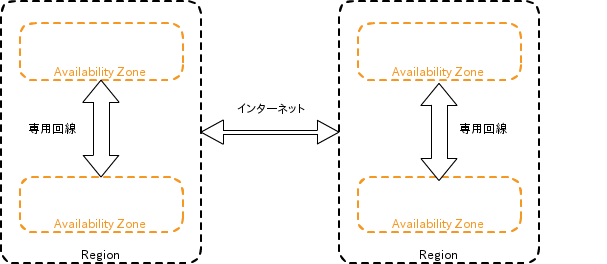 Availability Zone
専用回線
Availability Zone
Region
インターネット
Availability Zone
専用回線
Availability Zone
Region